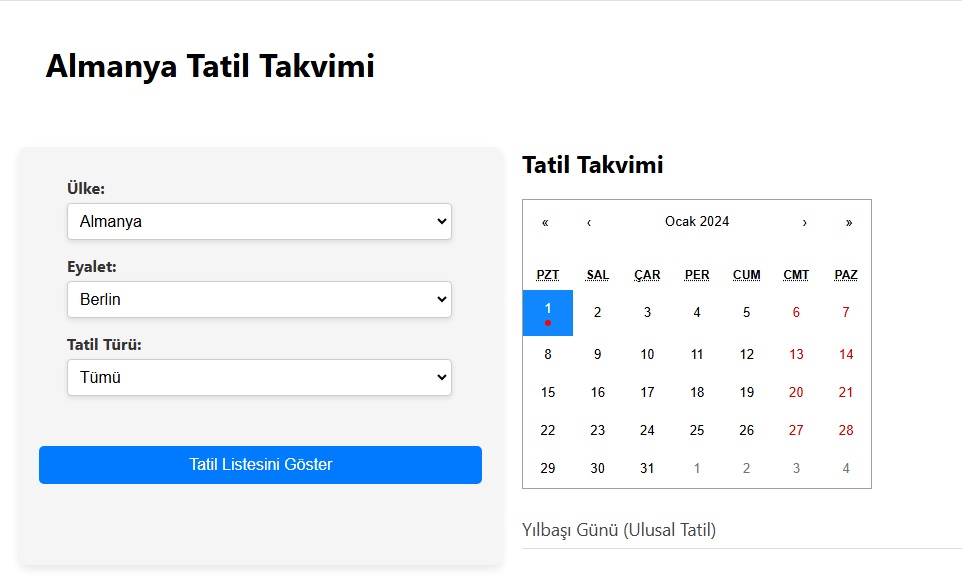 Almanya Tatil Takvimi
Ülke:
Almanya
Eyalet:
Berlin
Tatil Türü:
Tümü
Tatil Listesini Göster
Tatil Takvimi
« ‹ Ocak 2024 › »
PZT SAL ÇAR PER CUM CMT PAZ
1 2 3 4 5 6 7
8 9 10 11 12 13 14
15 16 17 18 19 20 21
22 23 24 25 26 27 28
29 30 31 1 2 3 4
Yılbaşı Günü (Ulusal Tatil)